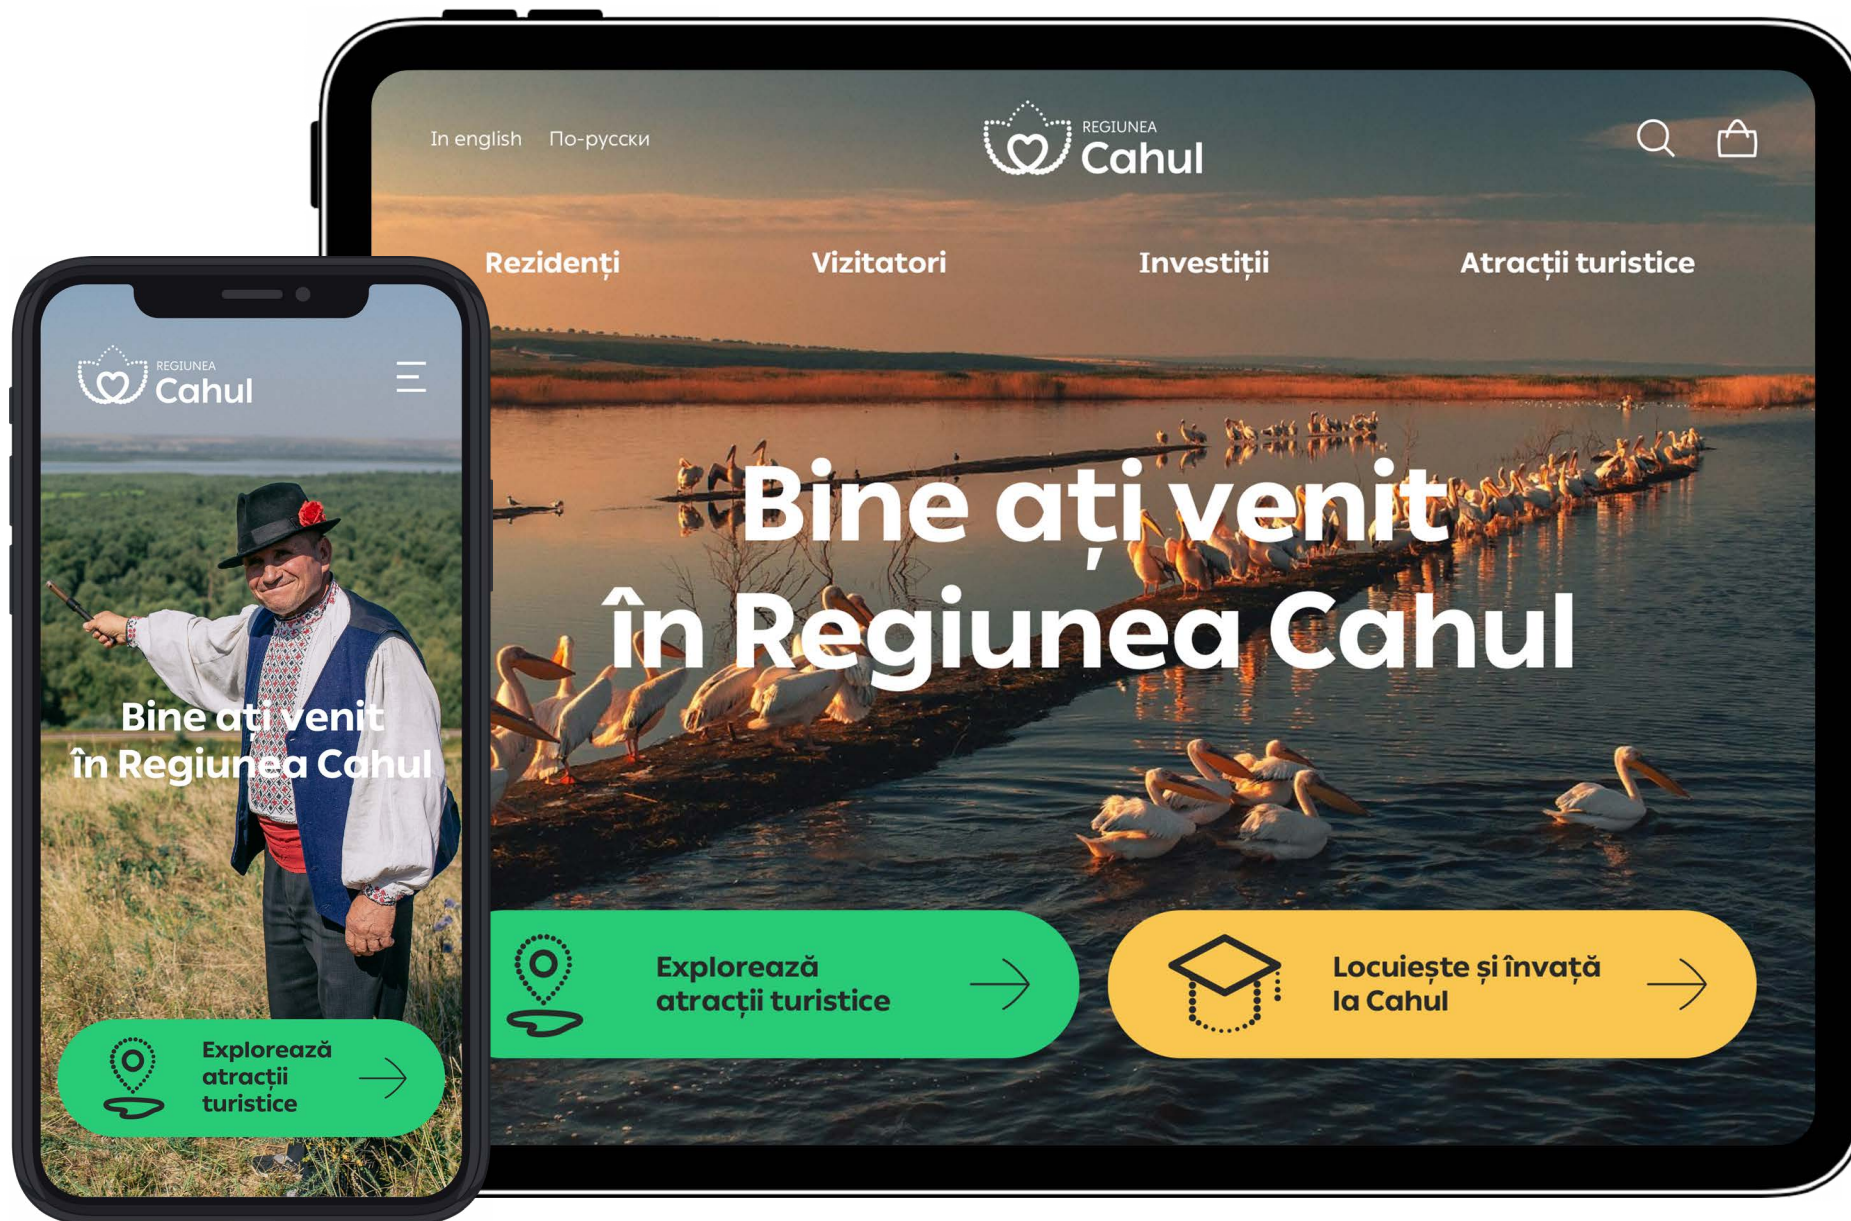 In english По-русски
REGIUNEA
Cahul
Rezidenți Vizitatori Investiții Atracții turistice
Bine ați venit
în Regiunea Cahul
Explorează
atracții turistice
Locuiește și învață
la Cahul
REGIUNEA
Cahul
Bine ați venit
în Regiunea Cahul
Explorează
atracții
turistice